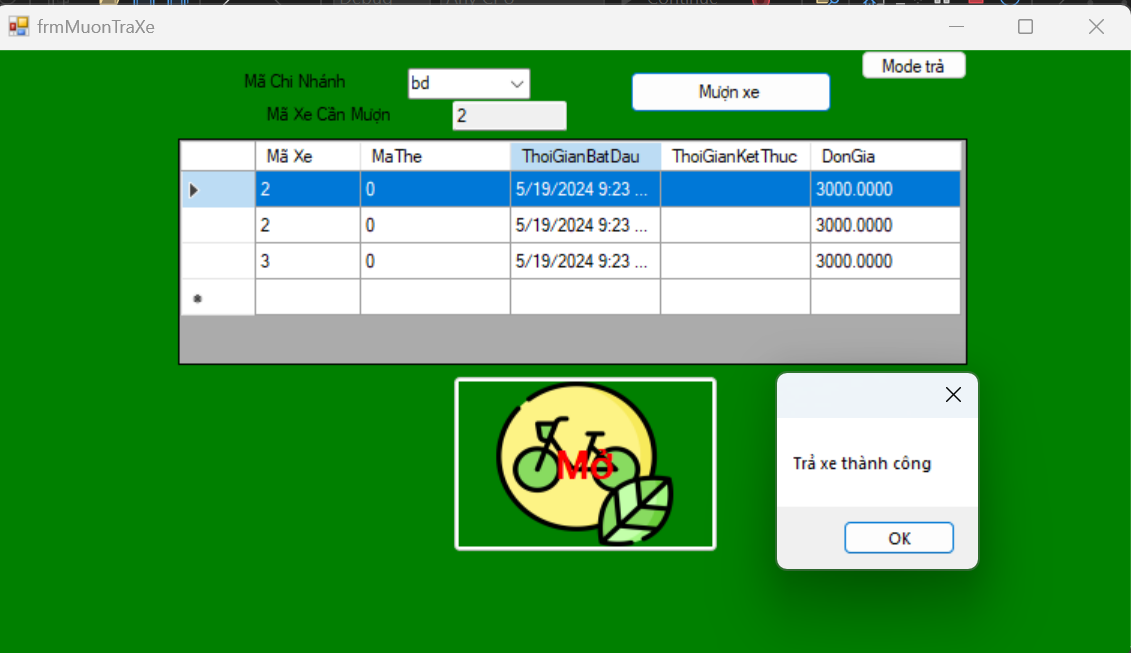 frmMuonTraXe
Mode trả
Mã Chi Nhánh bd Mượn xe
Mã Xe Cần Mượn 2
Mã Xe MaThe ThoiGianBatDau ThoiGianKetThuc DonGia
2 0 5/19/2024 9:23 ... 3000.0000
2 0 5/19/2024 9:23 ... 3000.0000
3 0 5/19/2024 9:23 ... 3000.0000
Mở
Trả xe thành công
OK